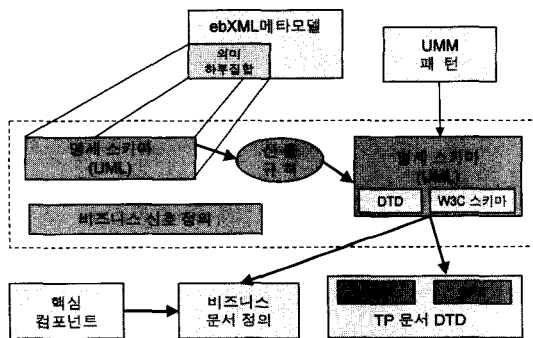 ebXML메타모델
의미
하부집합
UMM
패 턴
명세 스키마
(UML)
산출
규칙
명세 스키마
(UML)
DTD
W3C 스키마
비즈니스 신호 정의
핵심
컴포넌트
비즈니스
문서 정의
TP 문서 DTD